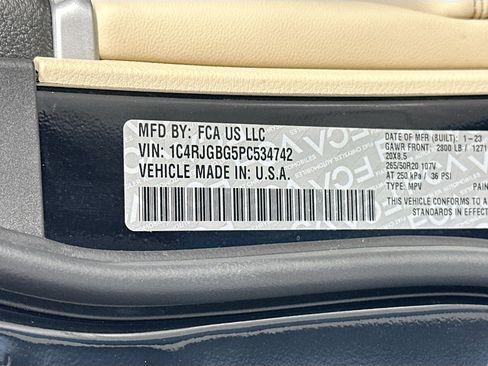 MFD BY: FCA US LLC
VIN: 1C4RJGBG5PC534742
VEHICLE MADE IN: U.S.A.
DATE OF MFR (BUILT): 1-23
GAWR FRONT: 2800 LB / 1271
20X8.5
265/50R20 107V
AT 250 kPa / 36 PSI
TYPE: MPV PAIN
THIS VEHICLE CONFORMS TO A
STANDARDS IN EFFECT